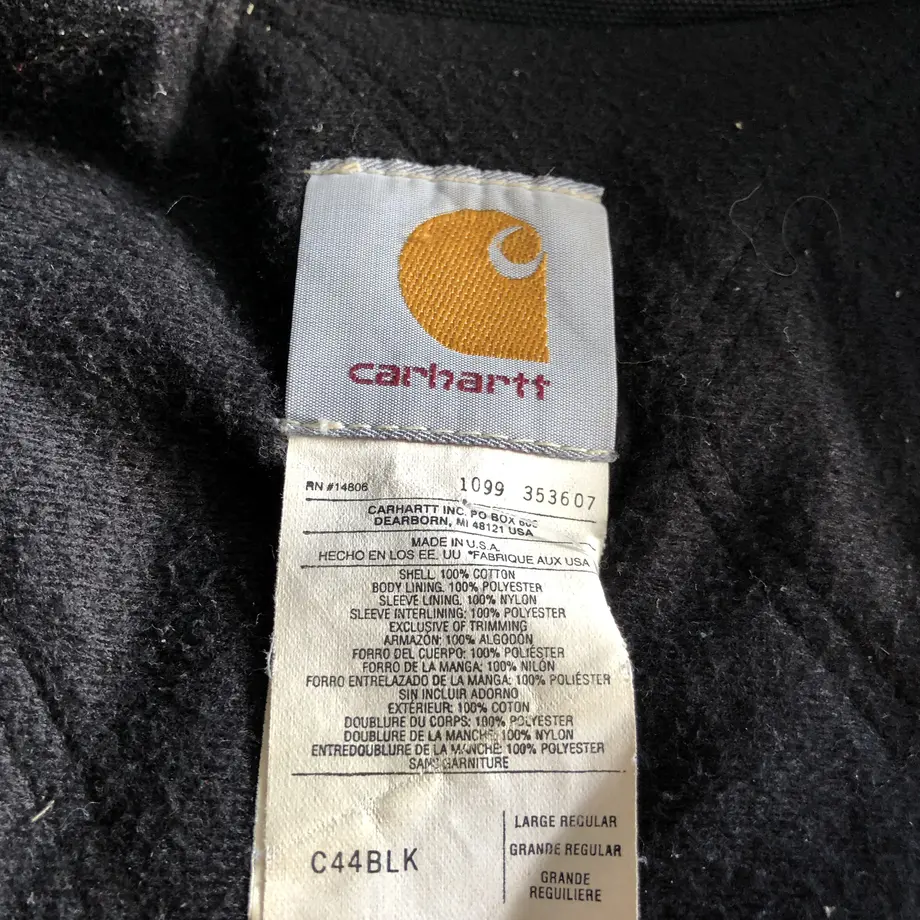 carhartt
RN #14806 1099 353607
CARHARTT INC. PO BOX
DEARBORN, MI 48121 USA
MADE IN U.S.A.
HECHO EN LOS EE. UU *FABRIQUE AUX USA
SHELL: 100% COTTON
BODY LINING: 100% POLYESTER
SLEEVE LINING: 100% NYLON
SLEEVE INTERLINING: 100% POLYESTER
EXCLUSIVE OF TRIMMING
ARMAZÓN: 100% ALGODÓN
FORRO DEL CUERPO: 100% POLIÉSTER
FORRO DE LA MANGA: 100% NILÓN
FORRO ENTRELAZADO DE LA MANGA: 100% POLIÉSTER
SIN INCLUIR ADORNO
EXTÉRIEUR: 100% COTON
DOUBLURE DU CORPS: 100% POLYESTER
DOUBLURE DE LA MANCHE: 100% NYLON
ENTREDOUBLURE DE LA MANCHE: 100% POLYESTER
SANS GARNITURE
C44BLK
LARGE REGULAR
GRANDE REGULAR
GRANDE
REGULIERE